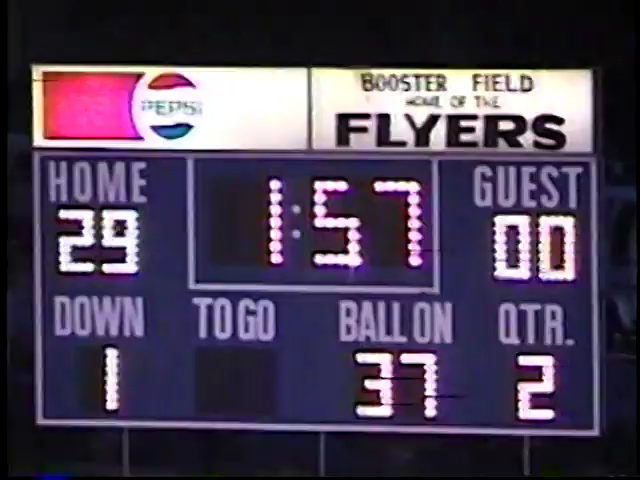 PEPSI
BOOSTER FIELD
HOME OF THE
FLYERS
HOME 1:57 GUEST
29 00
DOWN TO GO BALL ON QTR.
1 37 2